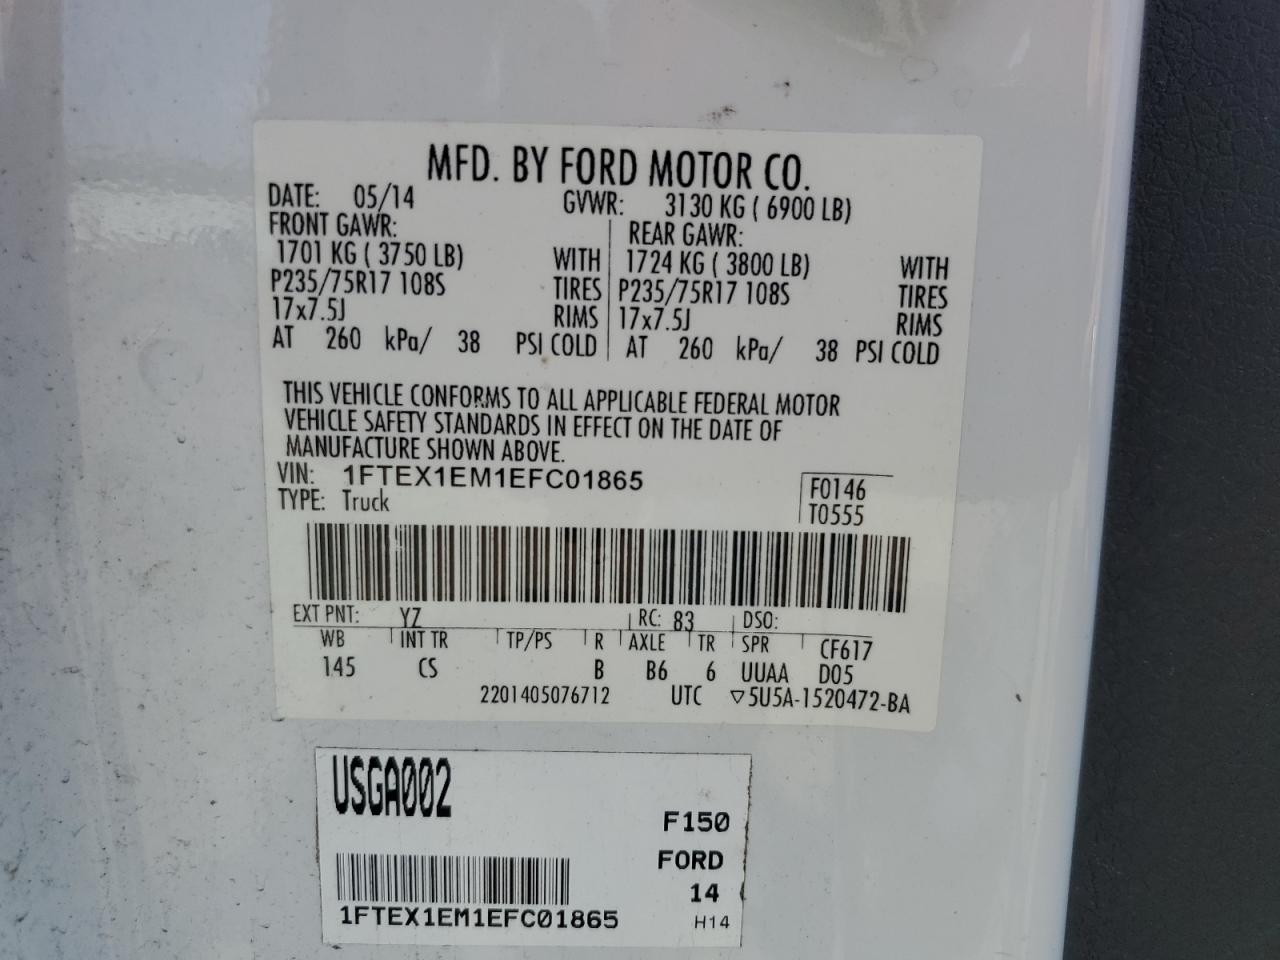 MFD. BY FORD MOTOR CO.
DATE: 05/14 GVWR: 3130 KG ( 6900 LB)
FRONT GAWR: REAR GAWR:
1701 KG ( 3750 LB) WITH 1724 KG ( 3800 LB) WITH
P235/75R17 108S TIRES P235/75R17 108S TIRES
17x7.5J RIMS 17x7.5J RIMS
AT 260 kPa/ 38 PSI COLD AT 260 kPa/ 38 PSI COLD
THIS VEHICLE CONFORMS TO ALL APPLICABLE FEDERAL MOTOR
VEHICLE SAFETY STANDARDS IN EFFECT ON THE DATE OF
MANUFACTURE SHOWN ABOVE.
VIN: 1FTEX1EM1EFC01865 F0146
TYPE: Truck T0555
EXT PNT: YZ RC: 83 DSO:
WB INT TR TP/PS R AXLE TR SPR CF617
145 CS B B6 6 UUAA D05
2201405076712 UTC ▽5U5A-1520472-BA
USGA002
F150
FORD
14
1FTEX1EM1EFC01865 H14